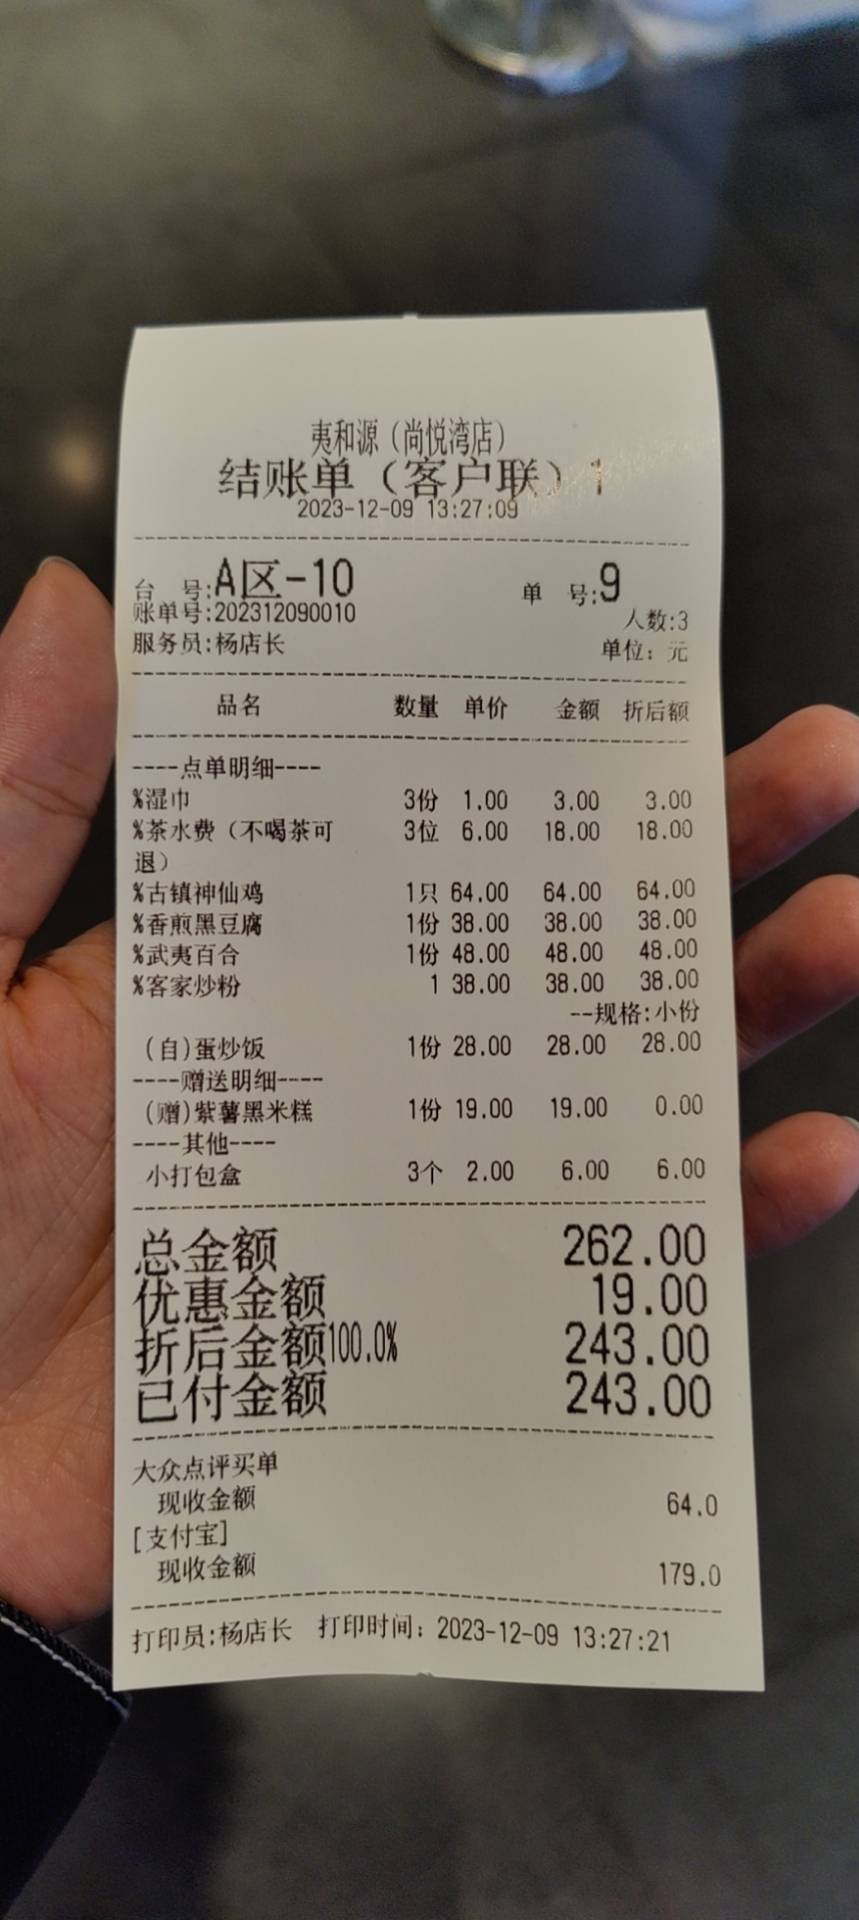 夷和源（尚悦湾店）
结账单（客户联）1
2023-12-09 13:27:09
台 号:A区-10 单 号:9
账单号:202312090010 人数:3
服务员:杨店长 单位：元
品名 数量 单价 金额 折后额
----点单明细----
%湿巾 3份 1.00 3.00 3.00
%茶水费（不喝茶可 3位 6.00 18.00 18.00
退）
%古镇神仙鸡 1只 64.00 64.00 64.00
%香煎黑豆腐 1份 38.00 38.00 38.00
%武夷百合 1份 48.00 48.00 48.00
%客家炒粉 1 38.00 38.00 38.00
--规格:小份
(自)蛋炒饭 1份 28.00 28.00 28.00
----赠送明细----
(赠)紫薯黑米糕 1份 19.00 19.00 0.00
----其他----
小打包盒 3个 2.00 6.00 6.00
总金额 262.00
优惠金额 19.00
折后金额100.0% 243.00
已付金额 243.00
大众点评买单
现收金额 64.0
[支付宝]
现收金额 179.0
打印员:杨店长 打印时间：2023-12-09 13:27:21